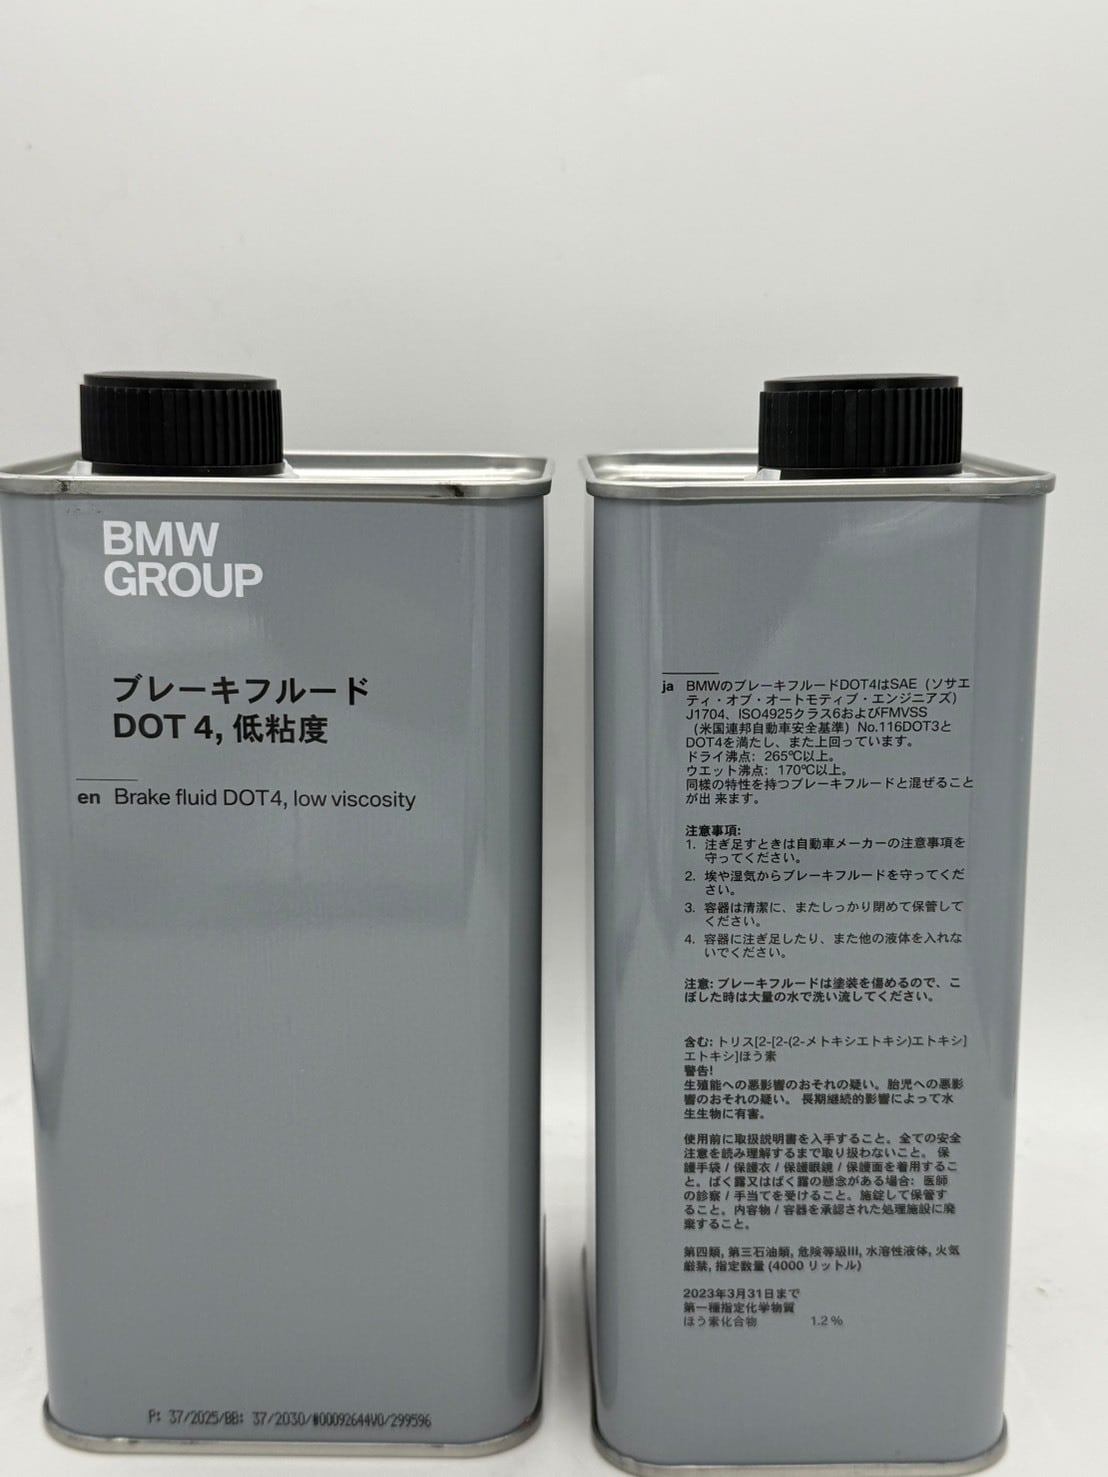 BMW
GROUP
ブレーキフルード
DOT 4, 低粘度
en Brake fluid DOT4, low viscosity
P: 37/2025/BB: 37/2030/W00092644V0/299596
ja BMWのブレーキフルードDOT4はSAE（ソサエ
ティ・オブ・オートモティブ・エンジニアズ）
J1704、ISO4925クラス6およびFMVSS
（米国連邦自動車安全基準）No.116DOT3と
DOT4を満たし、また上回っています。
ドライ沸点：265℃以上。
ウエット沸点：170℃以上。
同様の特性を持つブレーキフルードと混ぜること
が出 来ます。
注意事項:
1. 注ぎ足すときは自動車メーカーの注意事項を
守ってください。
2. 埃や湿気からブレーキフルードを守ってくだ
さい。
3. 容器は清潔に、またしっかり閉めて保管して
ください。
4. 容器に注ぎ足したり、また他の液体を入れな
いでください。
注意: ブレーキフルードは塗装を傷めるので、こ
ぼした時は大量の水で洗い流してください。
含む: トリス[2-[2-(2-メトキシエトキシ)エトキシ]
エトキシ]ほう素
警告!
生殖能への悪影響のおそれの疑い。胎児への悪影
響のおそれの疑い。 長期継続的影響によって水
生生物に有害。
使用前に取扱説明書を入手すること。全ての安全
注意を読み理解するまで取り扱わないこと。 保
護手袋 / 保護衣 / 保護眼鏡 / 保護面を着用するこ
と。ばく露又はばく露の懸念がある場合：医師
の診察 / 手当てを受けること。施錠して保管す
ること。内容物 / 容器を承認された処理施設に廃
棄すること。
第四類, 第三石油類, 危険等級III, 水溶性液体, 火気
厳禁, 指定数量 (4000 リットル)
2023年3月31日まで
第一種指定化学物質
ほう素化合物 1.2 %